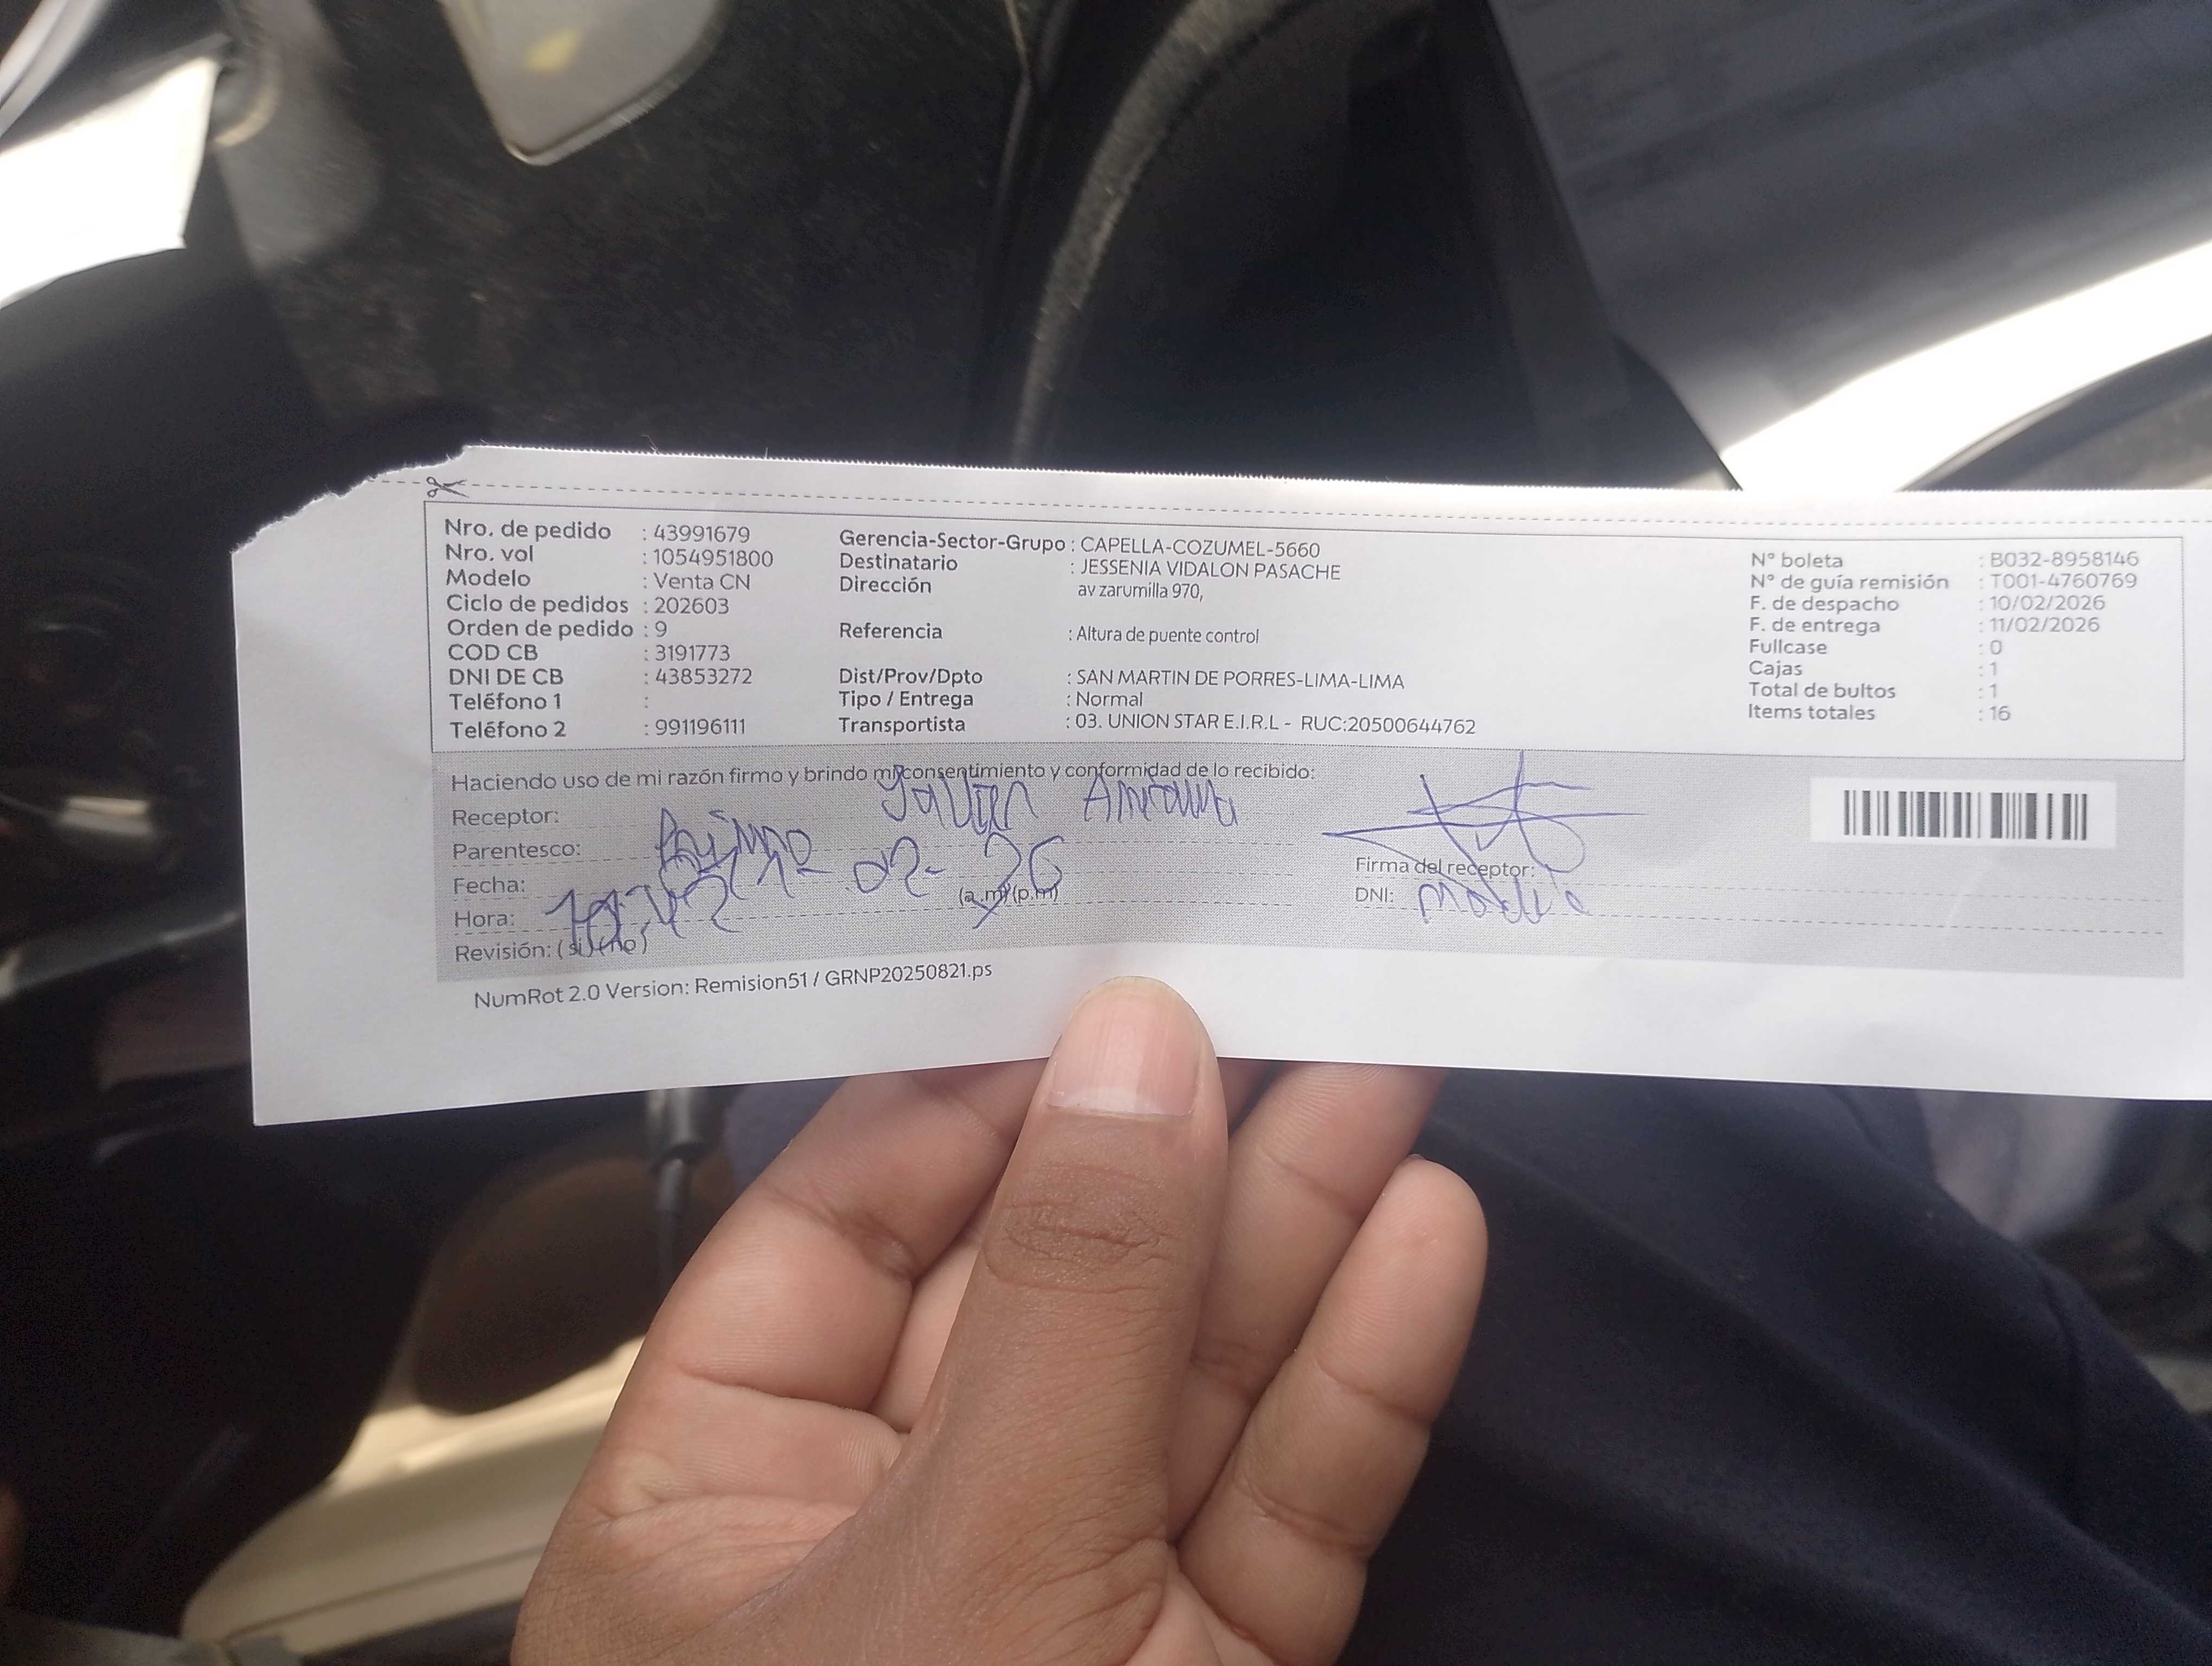 Nro. de pedido : 43991679
Nro. vol : 1054951800
Modelo : Venta CN
Ciclo de pedidos : 202603
Orden de pedido : 9
COD CB : 3191773
DNI DE CB : 43853272
Teléfono 1 :
Teléfono 2 : 991196111
Gerencia-Sector-Grupo : CAPELLA-COZUMEL-5660
Destinatario : JESSENIA VIDALON PASACHE
Dirección av zarumilla 970,
Referencia : Altura de puente control
Dist/Prov/Dpto : SAN MARTIN DE PORRES-LIMA-LIMA
Tipo / Entrega : Normal
Transportista : 03. UNION STAR E.I.R.L - RUC:20500644762
N° boleta : B032-8958146
N° de guía remisión : T001-4760769
F. de despacho : 10/02/2026
F. de entrega : 11/02/2026
Fullcase : 0
Cajas : 1
Total de bultos : 1
Items totales : 16
Haciendo uso de mi razón firmo y brindo mi consentimiento y conformidad de lo recibido:
Receptor:
Parentesco:
Fecha: 02-26
Hora: (a.m)/(p.m)
Revisión: (si) (no)
Firma del receptor:
DNI:
NumRot 2.0 Version: Remision51 / GRNP20250821.ps